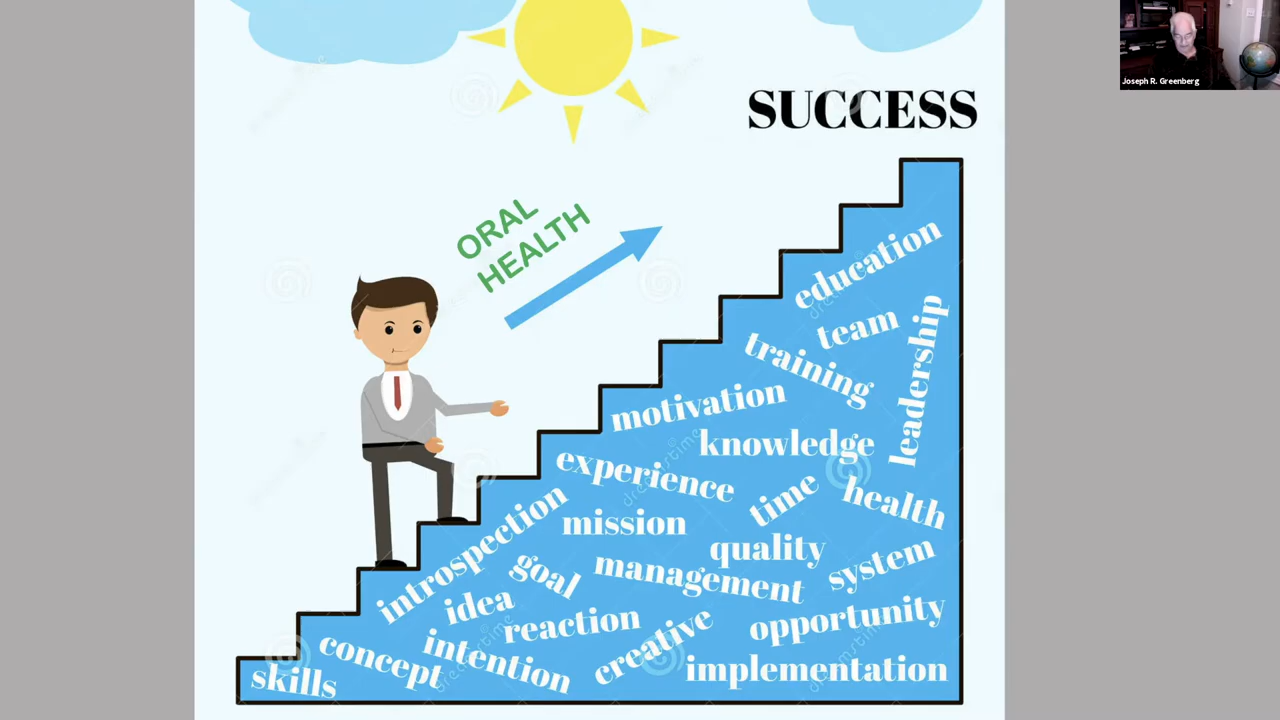 Joseph R. Greenberg
SUCCESS
ORAL
HEALTH
education
team
leadership
training
motivation
knowledge
experience
time
health
introspection
mission
quality
goal
management
system
idea
reaction
creative
opportunity
concept
intention
implementation
skills
dreamstime